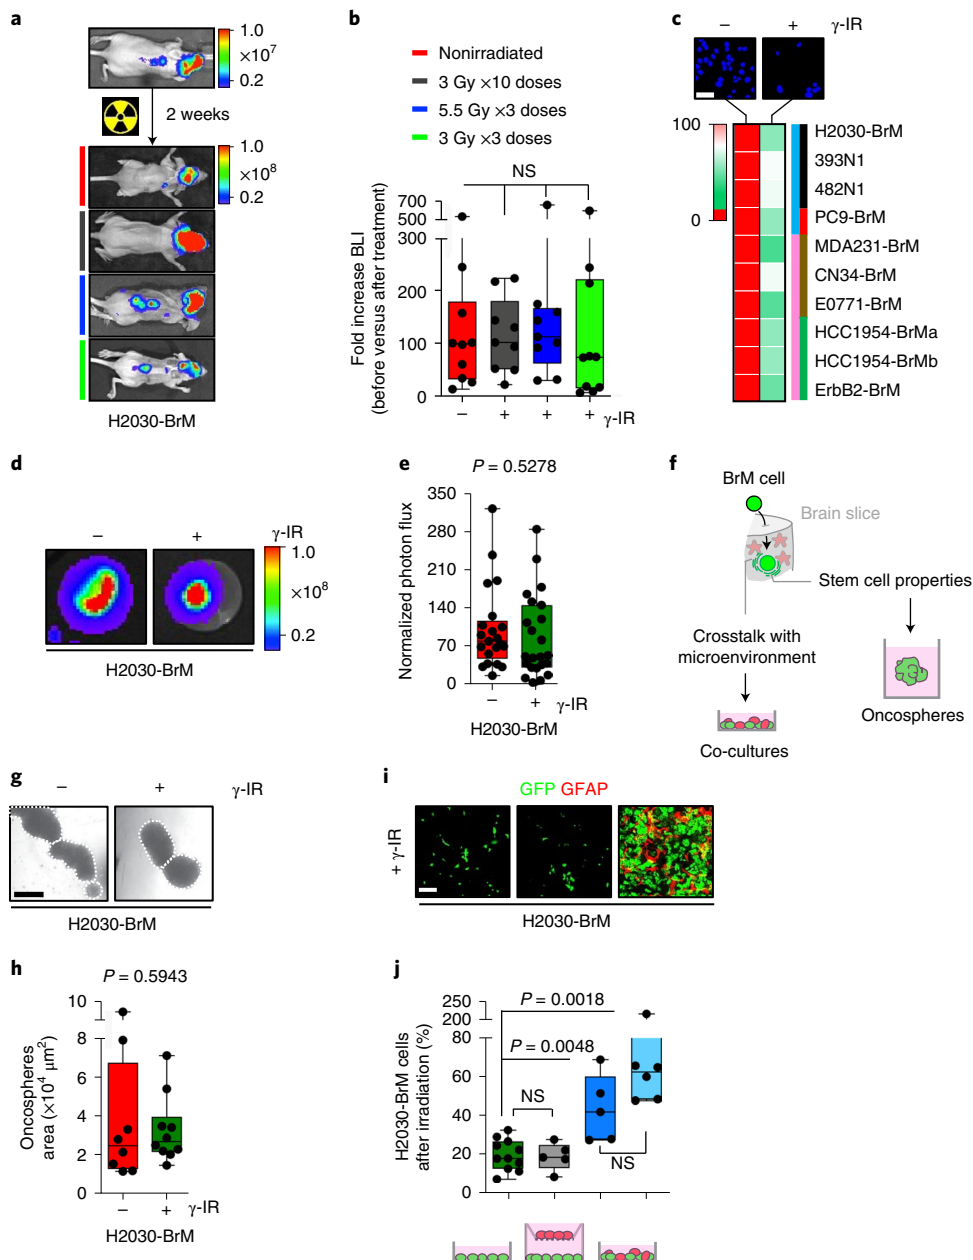 a
1.0
×10⁷
0.2
2 weeks
1.0
×10⁸
0.2
H2030-BrM
b
Nonirradiated
3 Gy ×10 doses
5.5 Gy ×3 doses
3 Gy ×3 doses
NS
Fold increase BLI
(before versus after treatment)
700
500
300
200
100
0
– + + + γ-IR
c
– + γ-IR
100
0
H2030-BrM
393N1
482N1
PC9-BrM
MDA231-BrM
CN34-BrM
E0771-BrM
HCC1954-BrMa
HCC1954-BrMb
ErbB2-BrM
d
– + γ-IR
1.0
×10⁸
0.2
H2030-BrM
e
P = 0.5278
Normalized photon flux
350
280
210
140
70
0
– + γ-IR
H2030-BrM
f
BrM cell
Brain slice
Stem cell properties
Crosstalk with
microenvironment
Oncospheres
Co-cultures
g
– + γ-IR
H2030-BrM
i
GFP GFAP
+ γ-IR
H2030-BrM
h
P = 0.5943
Oncospheres
area (×10⁴ μm²)
10
8
6
4
2
0
– + γ-IR
H2030-BrM
j
P = 0.0018
P = 0.0048
NS
NS
H2030-BrM cells
after irradiation (%)
250
200
80
60
40
20
0